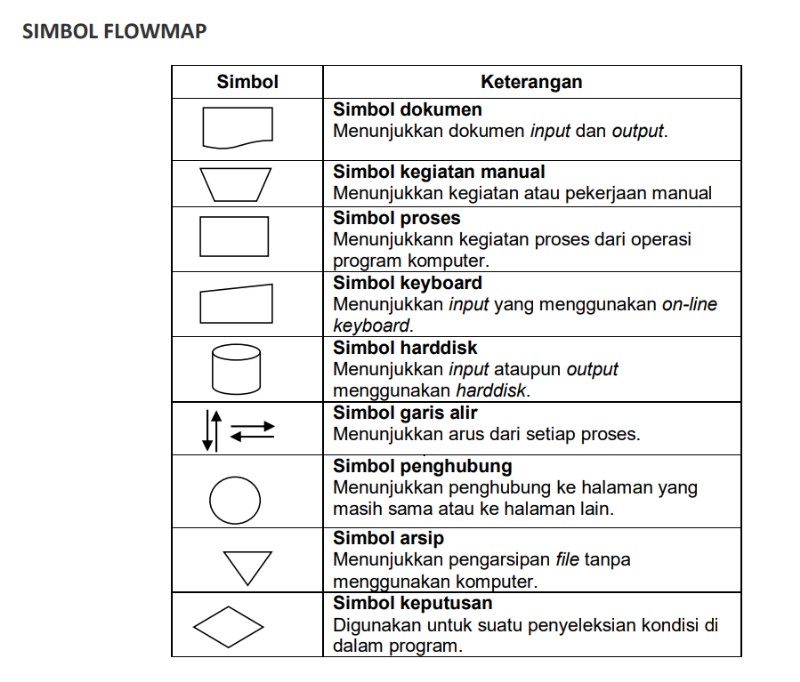 SIMBOL FLOWMAP
Simbol Keterangan
Simbol dokumen
Menunjukkan dokumen input dan output.
Simbol kegiatan manual
Menunjukkan kegiatan atau pekerjaan manual
Simbol proses
Menunjukkann kegiatan proses dari operasi
program komputer.
Simbol keyboard
Menunjukkan input yang menggunakan on-line
keyboard.
Simbol harddisk
Menunjukkan input ataupun output
menggunakan harddisk.
Simbol garis alir
Menunjukkan arus dari setiap proses.
Simbol penghubung
Menunjukkan penghubung ke halaman yang
masih sama atau ke halaman lain.
Simbol arsip
Menunjukkan pengarsipan file tanpa
menggunakan komputer.
Simbol keputusan
Digunakan untuk suatu penyeleksian kondisi di
dalam program.